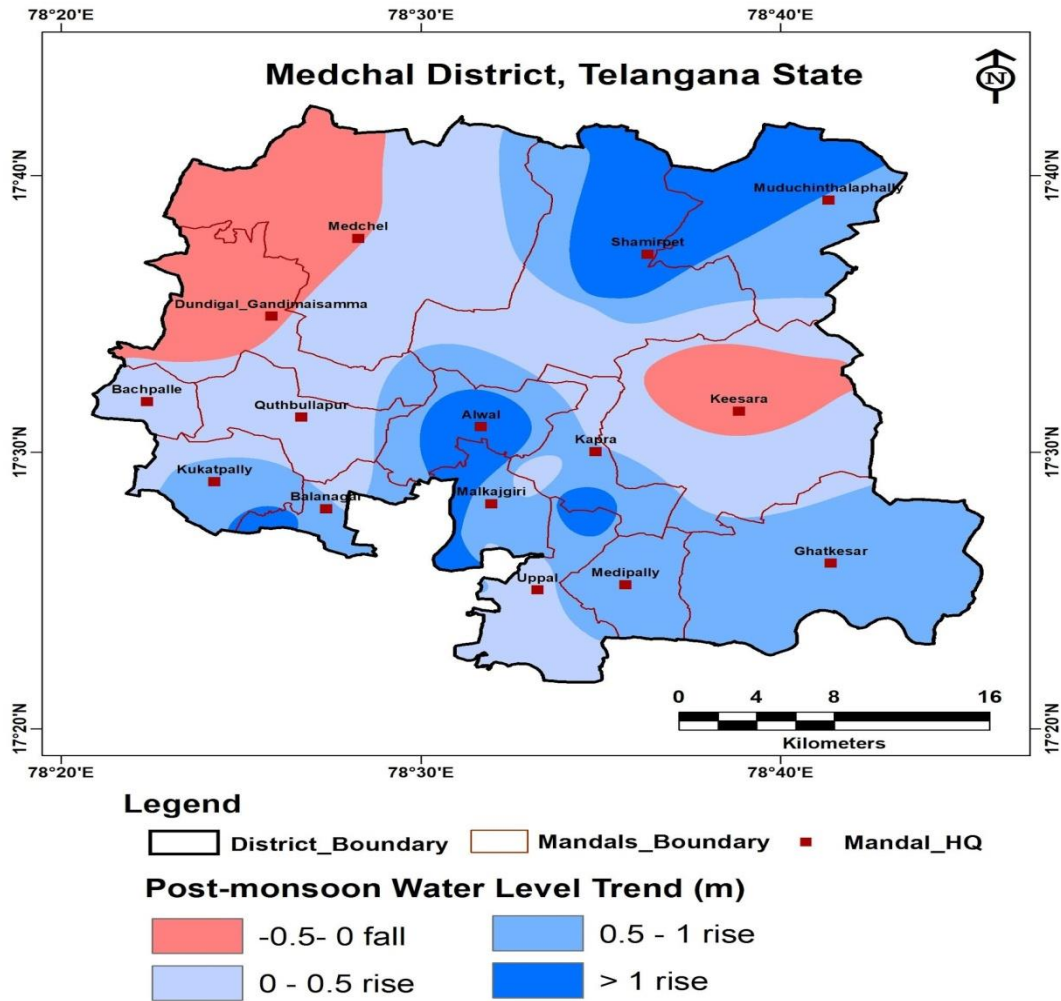 78°20'E 78°30'E 78°40'E
Medchal District, Telangana State
N
17°40'N 17°40'N
Muduchinthalaphally
Medchel
Shamirpet
Dundigal_Gandimaisamma
Bachpalle
Keesara
Quthbullapur
Alwal
Kapra
17°30'N 17°30'N
Kukatpally
Balanagar
Malkajgiri
Ghatkesar
Uppal
Medipally
0 4 8 16
Kilometers
17°20'N 17°20'N
78°20'E 78°30'E 78°40'E
Legend
District_Boundary Mandals_Boundary Mandal_HQ
Post-monsoon Water Level Trend (m)
-0.5- 0 fall 0.5 - 1 rise
0 - 0.5 rise > 1 rise